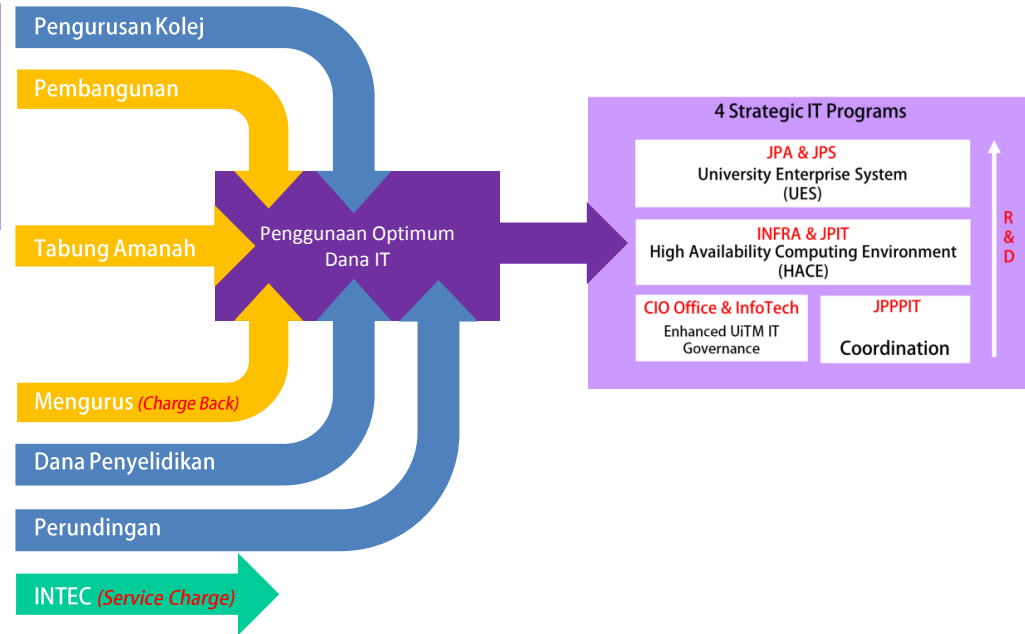 Pengurusan Kolej
Pembangunan
Tabung Amanah
Mengurus (Charge Back)
Dana Penyelidikan
Perundingan
INTEC (Service Charge)
Penggunaan Optimum
Dana IT
4 Strategic IT Programs
JPA & JPS
University Enterprise System
(UES)
INFRA & JPIT
High Availability Computing Environment
(HACE)
CIO Office & InfoTech
Enhanced UiTM IT
Governance
JPPPIT
Coordination
R
&
D